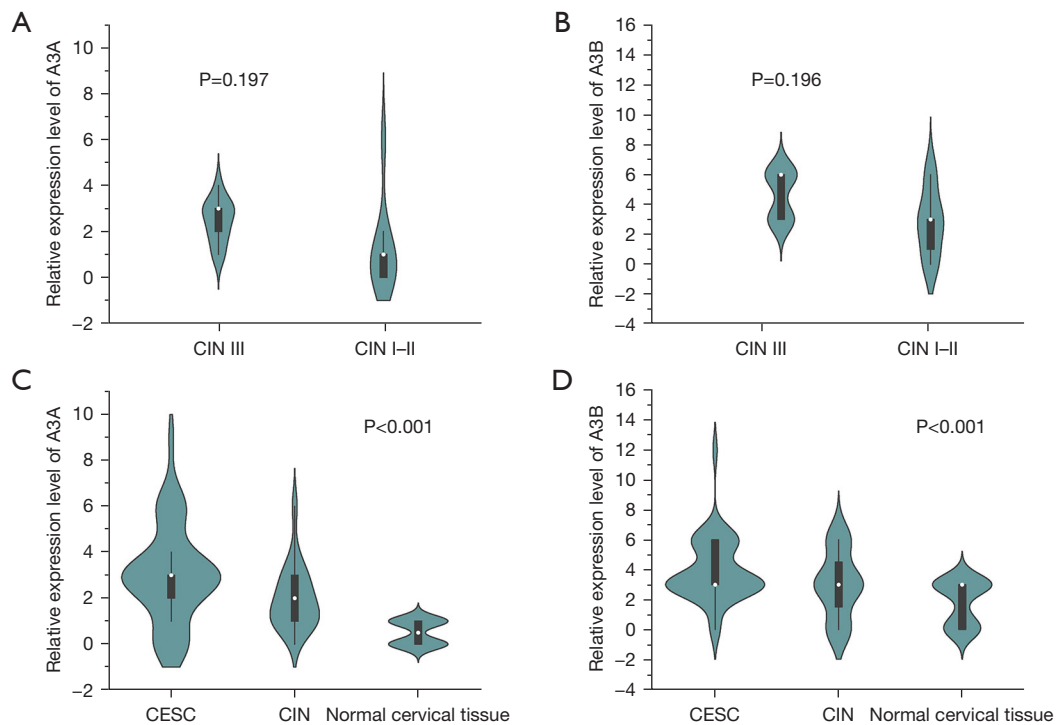 A
Relative expression level of A3A
10
8
6
4
2
0
–2
P=0.197
CIN III
CIN I–II
B
Relative expression level of A3B
16
14
12
10
8
6
4
2
0
–2
–4
P=0.196
CIN III
CIN I–II
C
Relative expression level of A3A
10
8
6
4
2
0
–2
P<0.001
CESC
CIN
Normal cervical tissue
D
Relative expression level of A3B
16
14
12
10
8
6
4
2
0
–2
–4
P<0.001
CESC
CIN
Normal cervical tissue